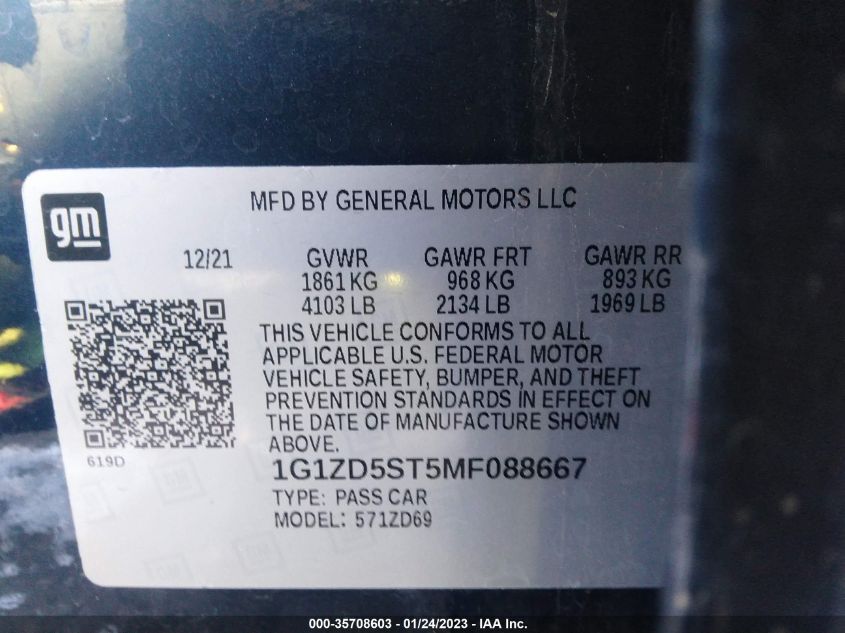 gm
MFD BY GENERAL MOTORS LLC
12/21 GVWR GAWR FRT GAWR RR
1861 KG 968 KG 893 KG
4103 LB 2134 LB 1969 LB
THIS VEHICLE CONFORMS TO ALL
APPLICABLE U.S. FEDERAL MOTOR
VEHICLE SAFETY, BUMPER, AND THEFT
PREVENTION STANDARDS IN EFFECT ON
THE DATE OF MANUFACTURE SHOWN
ABOVE.
619D
1G1ZD5ST5MF088667
TYPE: PASS CAR
MODEL: 571ZD69
000-35708603 - 01/24/2023 - IAA Inc.